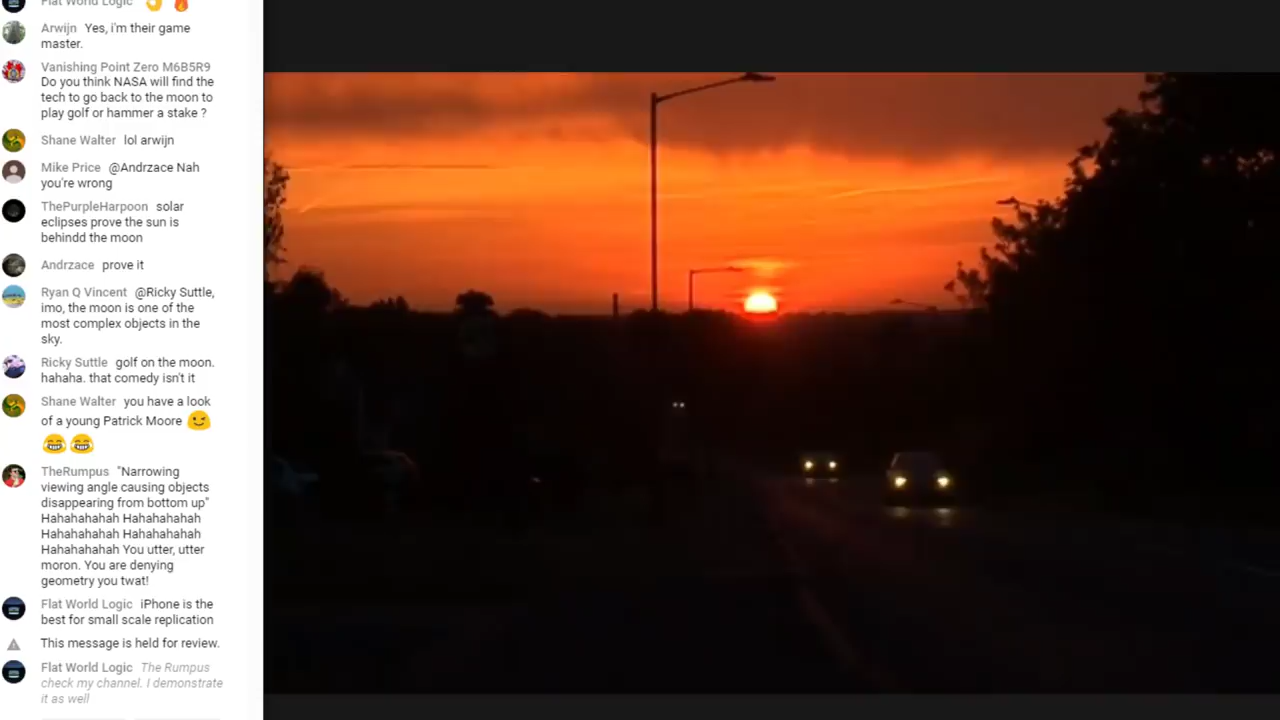 Flat World Logic
Arwijn Yes, i'm their game
master.
Vanishing Point Zero M6B5R9
Do you think NASA will find the
tech to go back to the moon to
play golf or hammer a stake ?
Shane Walter lol arwijn
Mike Price @Andrzace Nah
you're wrong
ThePurpleHarpoon solar
eclipses prove the sun is
behindd the moon
Andrzace prove it
Ryan Q Vincent @Ricky Suttle,
imo, the moon is one of the
most complex objects in the
sky.
Ricky Suttle golf on the moon.
hahaha. that comedy isn't it
Shane Walter you have a look
of a young Patrick Moore 😉
😂 😂
TheRumpus "Narrowing
viewing angle causing objects
disappearing from bottom up"
Hahahahahah Hahahahahah
Hahahahahah Hahahahahah
Hahahahahah You utter, utter
moron. You are denying
geometry you twat!
Flat World Logic iPhone is the
best for small scale replication
This message is held for review.
Flat World Logic The Rumpus
check my channel. I demonstrate
it as well